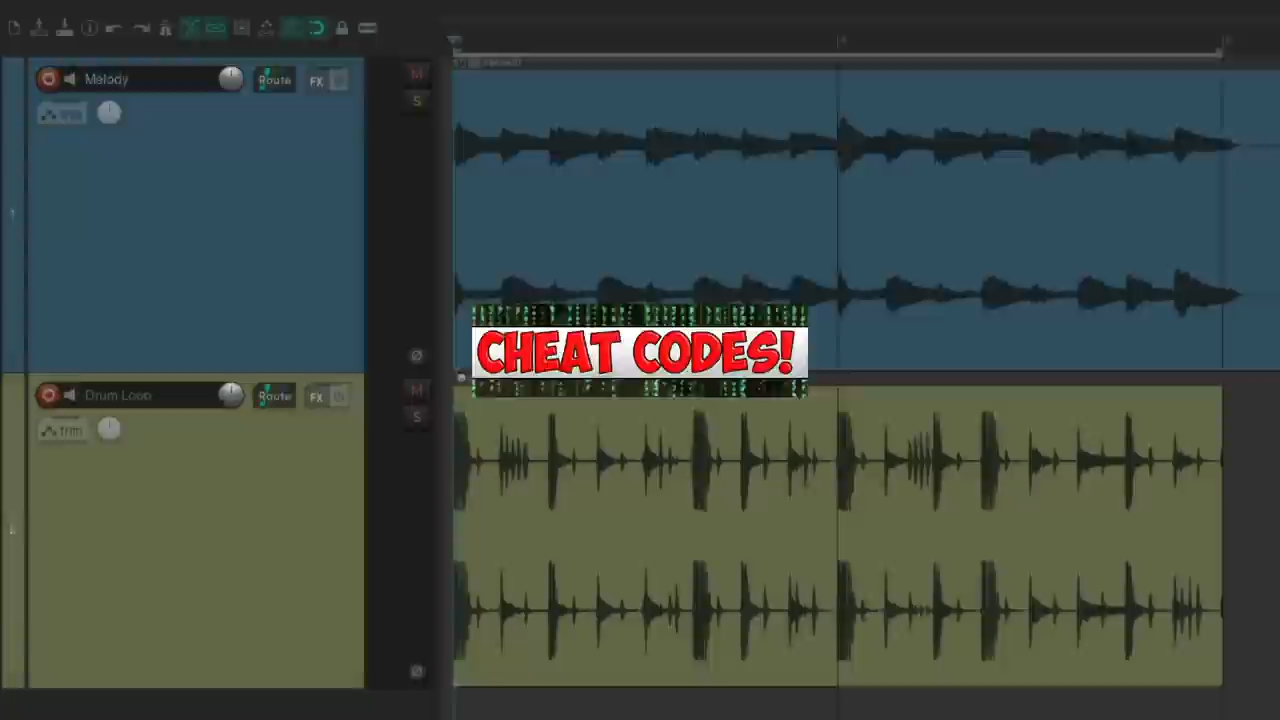 Melody
Route
FX
M
S
CHEAT CODES!
Drum Loop
Route
FX
M
S
trim